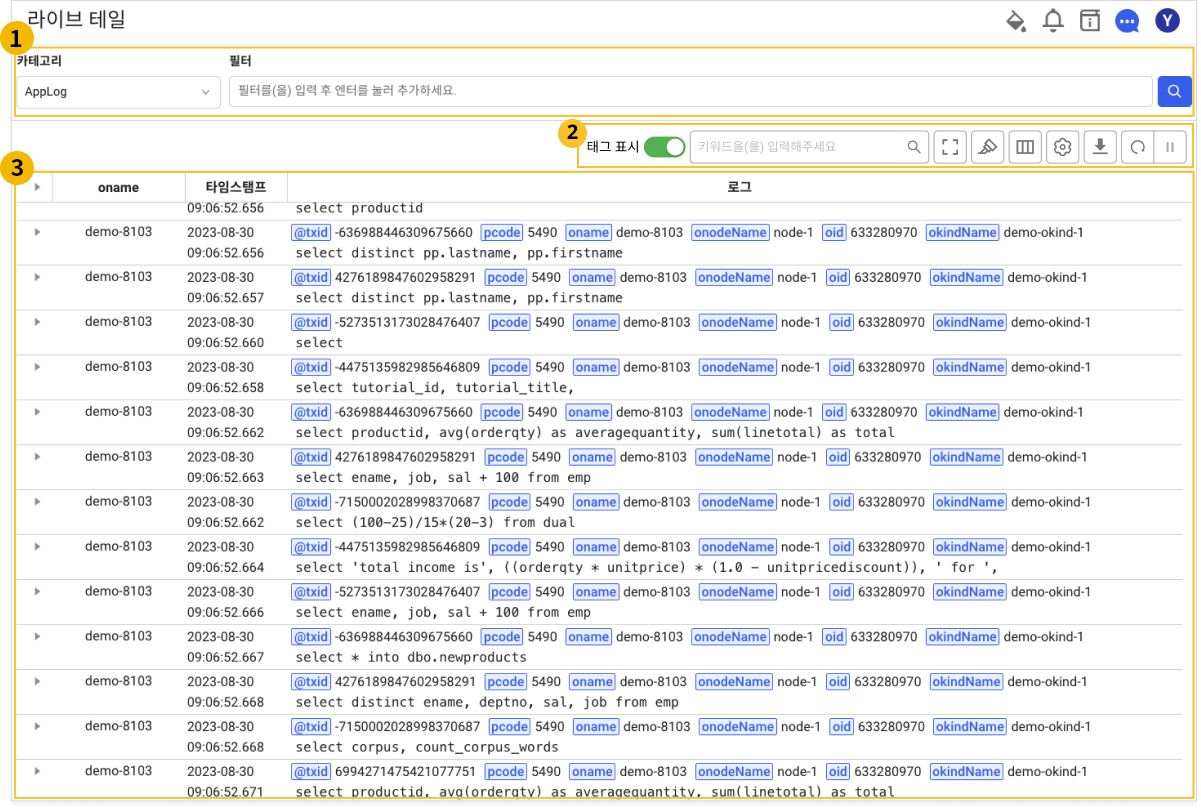 라이브 테일
Y
1
카테고리 필터
AppLog 필터를(을) 입력 후 엔터를 눌러 추가하세요.
2
태그 표시 키워드을(를) 입력해주세요
3
oname 타임스탬프 로그
09:06:52.656 select productid
demo-8103 2023-08-30 @txid -636988446309675660 pcode 5490 oname demo-8103 onodeName node-1 oid 633280970 okindName demo-okind-1
09:06:52.656 select distinct pp.lastname, pp.firstname
demo-8103 2023-08-30 @txid 4276189847602958291 pcode 5490 oname demo-8103 onodeName node-1 oid 633280970 okindName demo-okind-1
09:06:52.657 select distinct pp.lastname, pp.firstname
demo-8103 2023-08-30 @txid -5273513173028476407 pcode 5490 oname demo-8103 onodeName node-1 oid 633280970 okindName demo-okind-1
09:06:52.660 select
demo-8103 2023-08-30 @txid -4475135982985646809 pcode 5490 oname demo-8103 onodeName node-1 oid 633280970 okindName demo-okind-1
09:06:52.658 select tutorial_id, tutorial_title,
demo-8103 2023-08-30 @txid -636988446309675660 pcode 5490 oname demo-8103 onodeName node-1 oid 633280970 okindName demo-okind-1
09:06:52.662 select productid, avg(orderqty) as averagequantity, sum(linetotal) as total
demo-8103 2023-08-30 @txid 4276189847602958291 pcode 5490 oname demo-8103 onodeName node-1 oid 633280970 okindName demo-okind-1
09:06:52.663 select ename, job, sal + 100 from emp
demo-8103 2023-08-30 @txid -7150002028998370687 pcode 5490 oname demo-8103 onodeName node-1 oid 633280970 okindName demo-okind-1
09:06:52.662 select (100-25)/15*(20-3) from dual
demo-8103 2023-08-30 @txid -4475135982985646809 pcode 5490 oname demo-8103 onodeName node-1 oid 633280970 okindName demo-okind-1
09:06:52.664 select 'total income is', ((orderqty * unitprice) * (1.0 - unitpricediscount)), ' for ',
demo-8103 2023-08-30 @txid -5273513173028476407 pcode 5490 oname demo-8103 onodeName node-1 oid 633280970 okindName demo-okind-1
09:06:52.666 select ename, job, sal + 100 from emp
demo-8103 2023-08-30 @txid -636988446309675660 pcode 5490 oname demo-8103 onodeName node-1 oid 633280970 okindName demo-okind-1
09:06:52.667 select * into dbo.newproducts
demo-8103 2023-08-30 @txid 4276189847602958291 pcode 5490 oname demo-8103 onodeName node-1 oid 633280970 okindName demo-okind-1
09:06:52.668 select distinct ename, deptno, sal, job from emp
demo-8103 2023-08-30 @txid -7150002028998370687 pcode 5490 oname demo-8103 onodeName node-1 oid 633280970 okindName demo-okind-1
09:06:52.668 select corpus, count_corpus_words
demo-8103 2023-08-30 @txid 6994271475421077751 pcode 5490 oname demo-8103 onodeName node-1 oid 633280970 okindName demo-okind-1
09:06:52.671 select productid, avg(orderqty) as averagequantity, sum(linetotal) as total